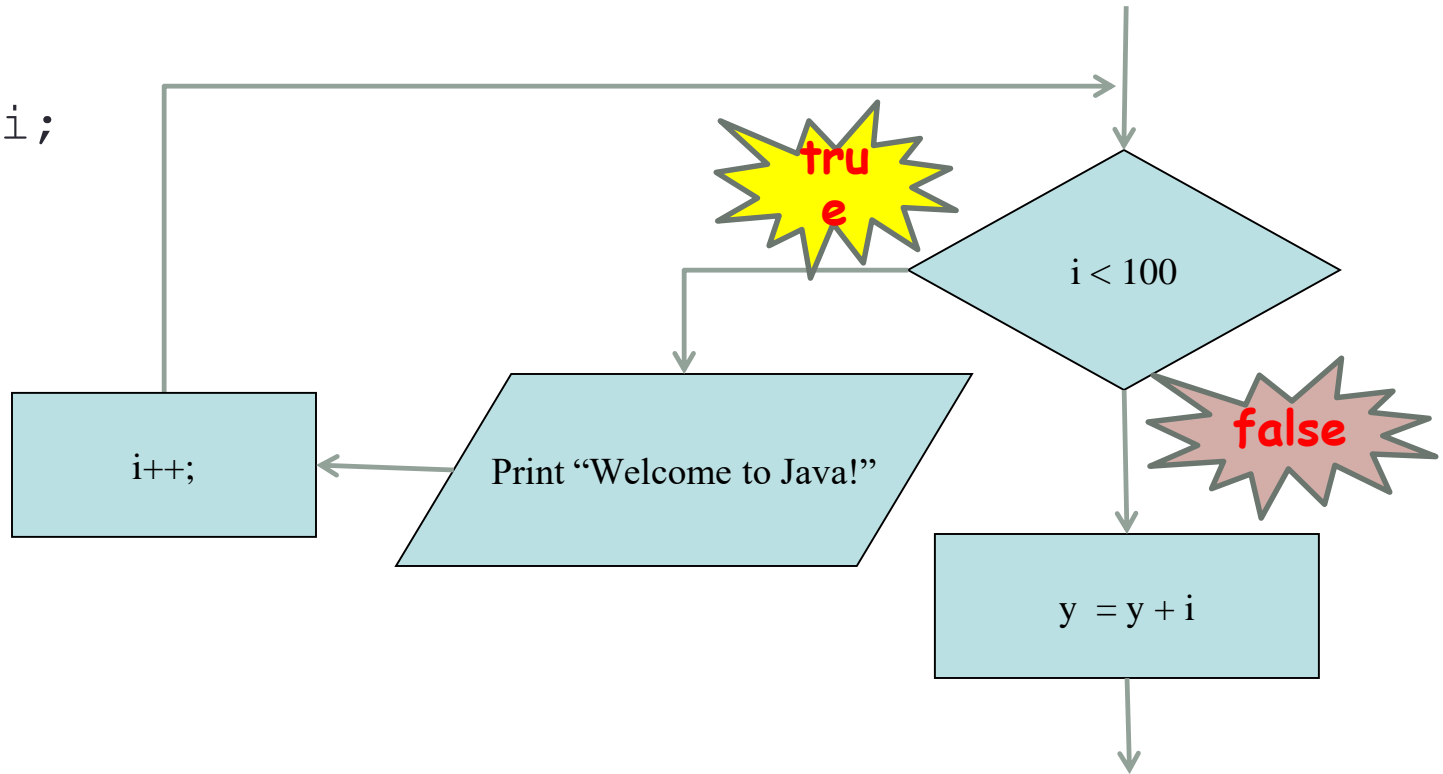 i;
tru
e
i < 100
false
i++;
Print “Welcome to Java!”
y = y + i